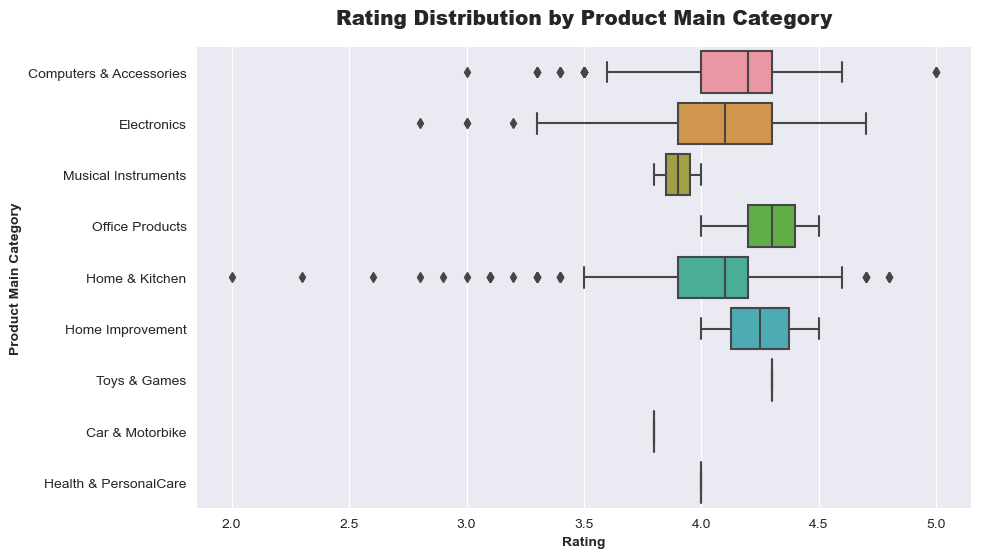 Rating Distribution by Product Main Category
Product Main Category
Computers & Accessories
Electronics
Musical Instruments
Office Products
Home & Kitchen
Home Improvement
Toys & Games
Car & Motorbike
Health & PersonalCare
2.0 2.5 3.0 3.5 4.0 4.5 5.0
Rating